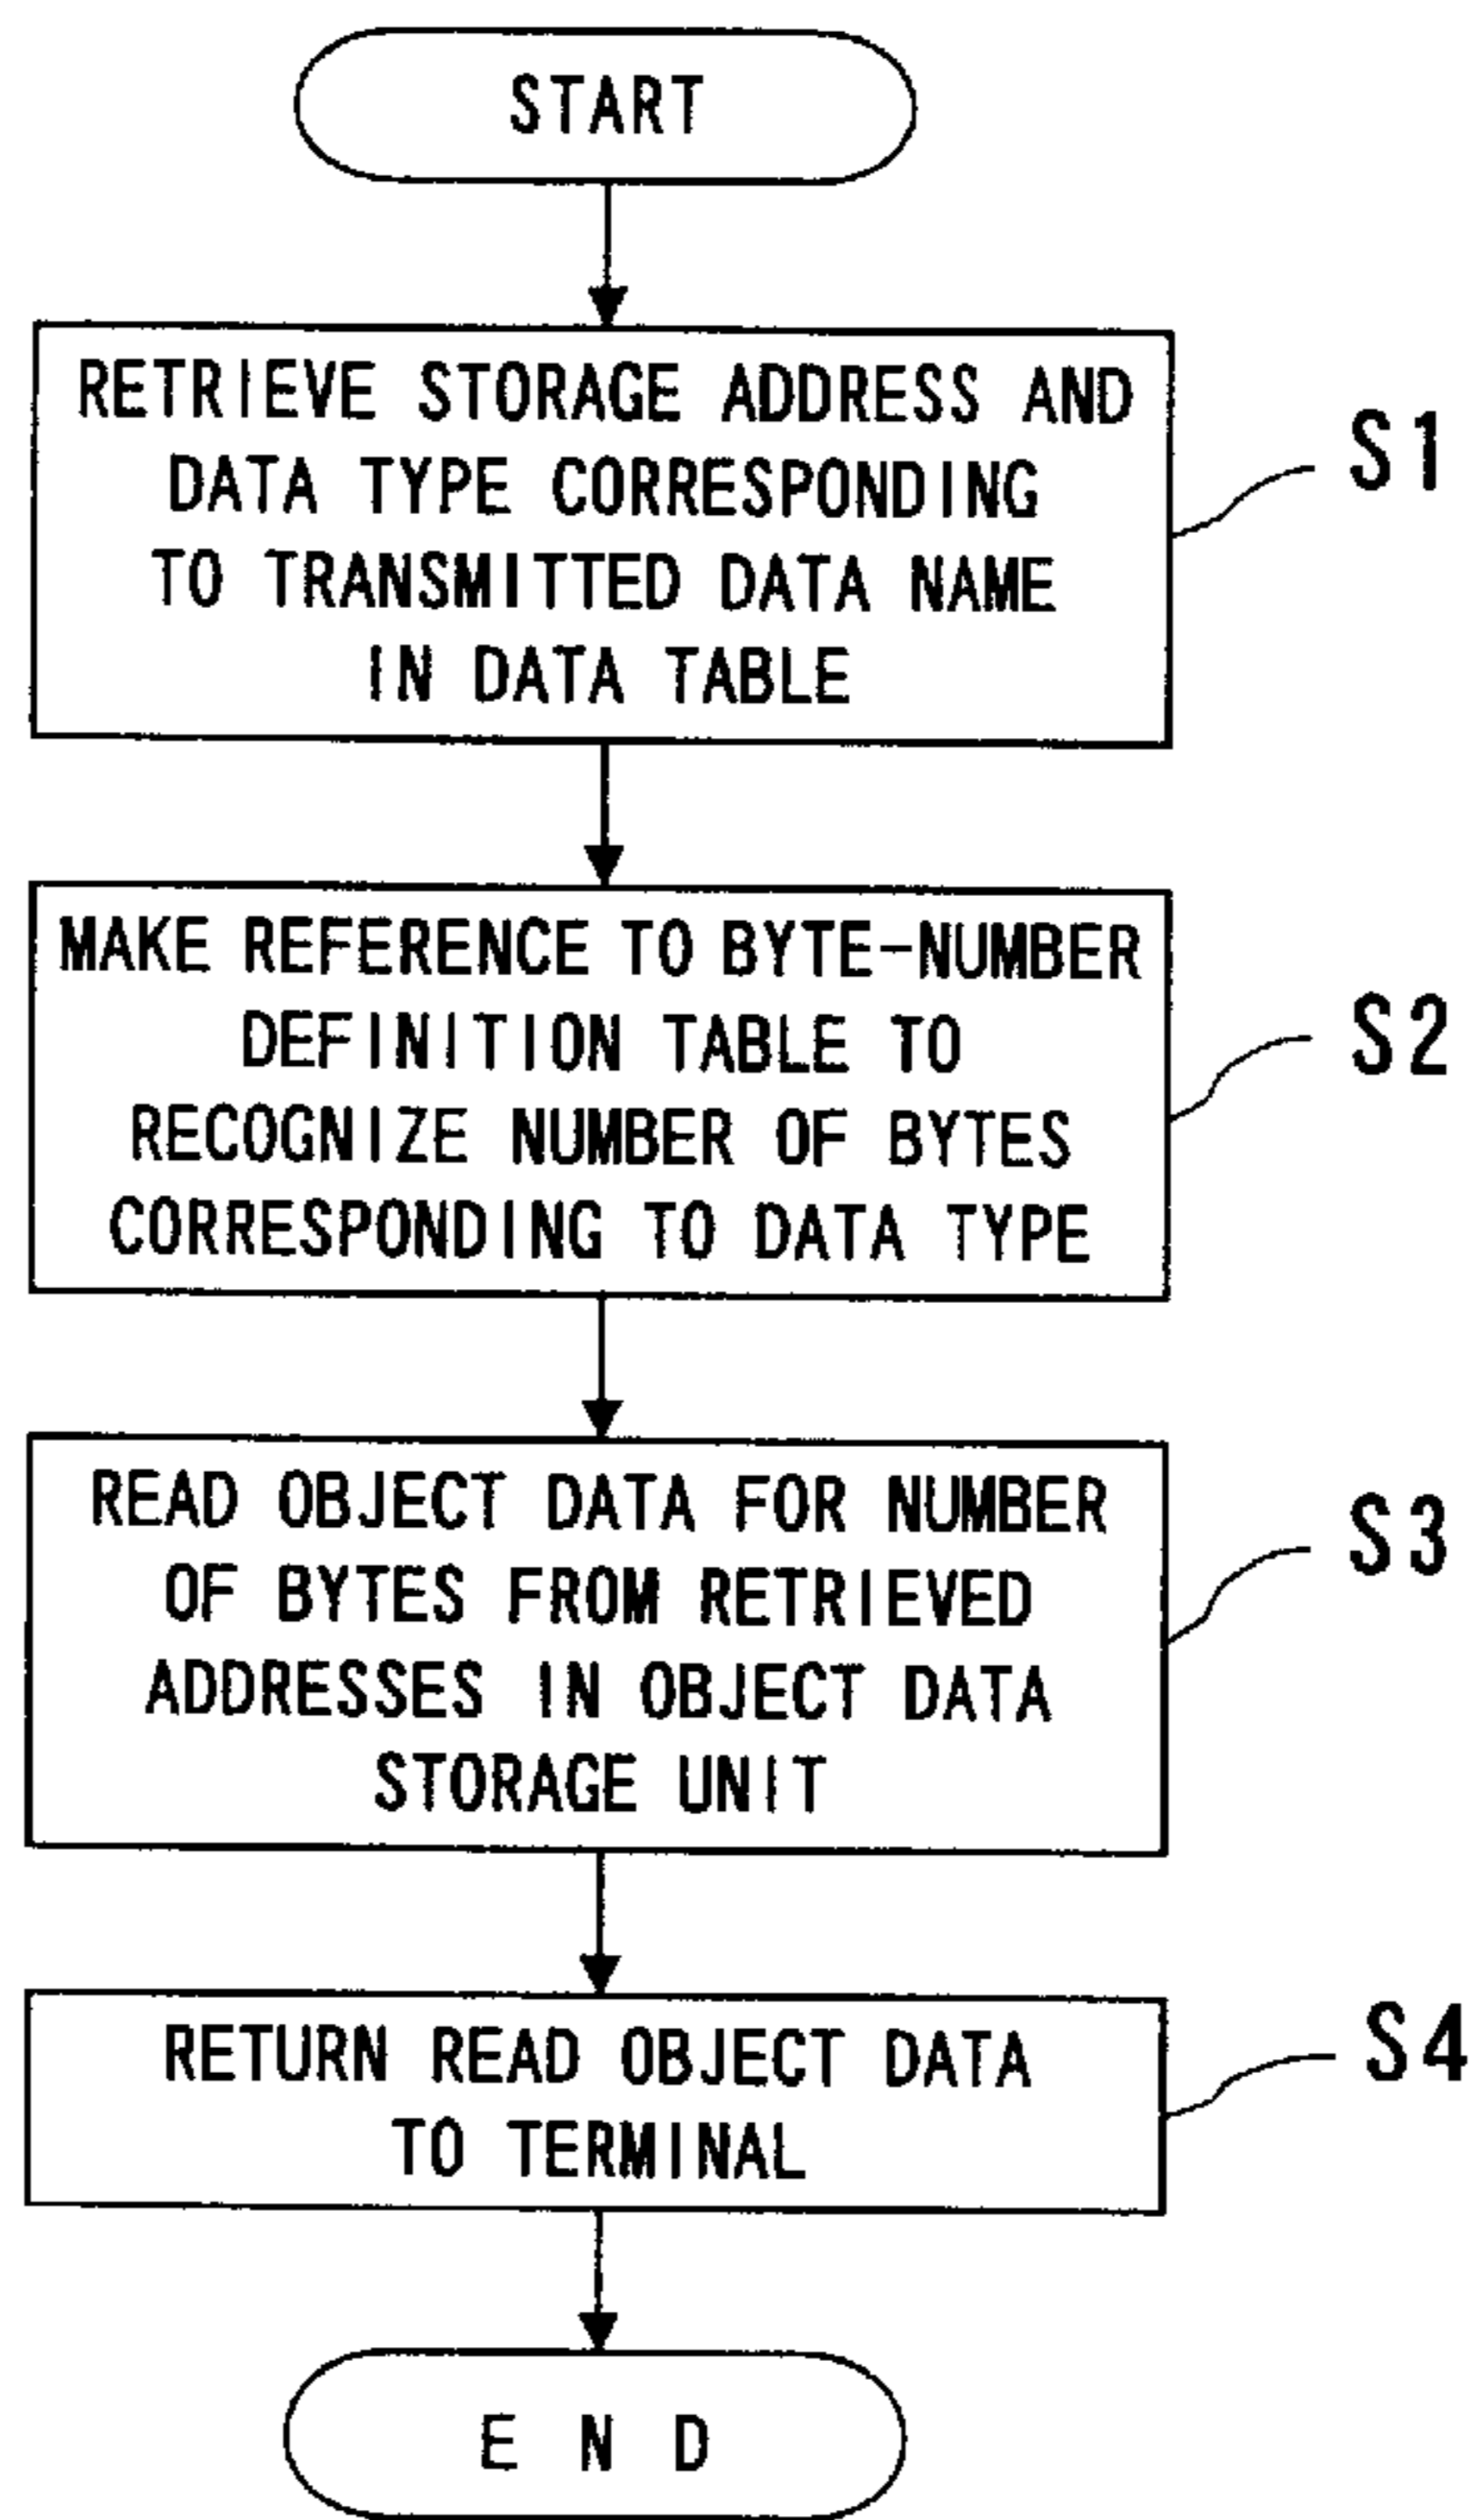 START
RETRIEVE STORAGE ADDRESS AND
DATA TYPE CORRESPONDING
TO TRANSMITTED DATA NAME
IN DATA TABLE
S1
MAKE REFERENCE TO BYTE-NUMBER
DEFINITION TABLE TO
RECOGNIZE NUMBER OF BYTES
CORRESPONDING TO DATA TYPE
S2
READ OBJECT DATA FOR NUMBER
OF BYTES FROM RETRIEVED
ADDRESSES IN OBJECT DATA
STORAGE UNIT
S3
RETURN READ OBJECT DATA
TO TERMINAL
S4
END